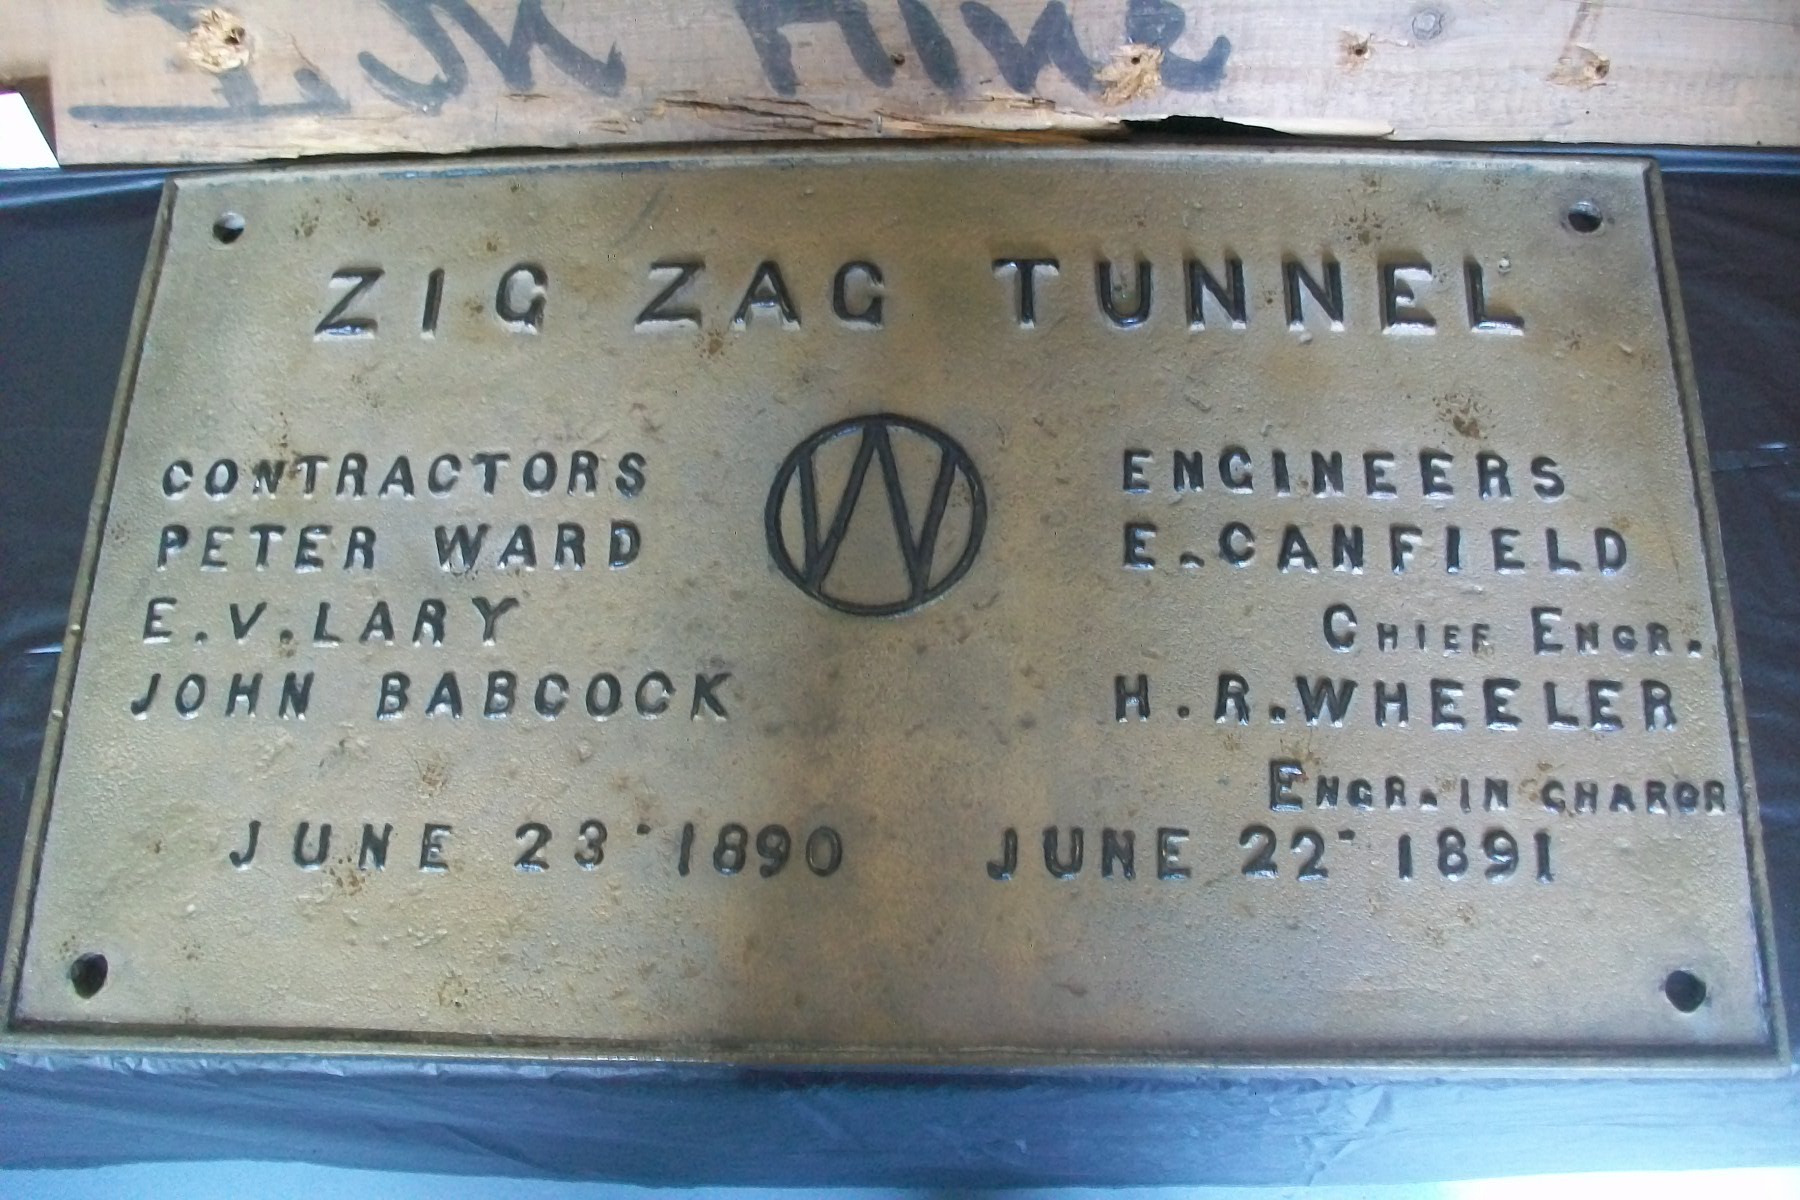 ZIG ZAG TUNNEL
W
CONTRACTORS
PETER WARD
E.V.LARY
JOHN BABCOCK
ENGINEERS
E.CANFIELD
CHIEF ENGR.
H.R.WHEELER
ENGR.IN CHARGR
JUNE 23·1890 JUNE 22-1891